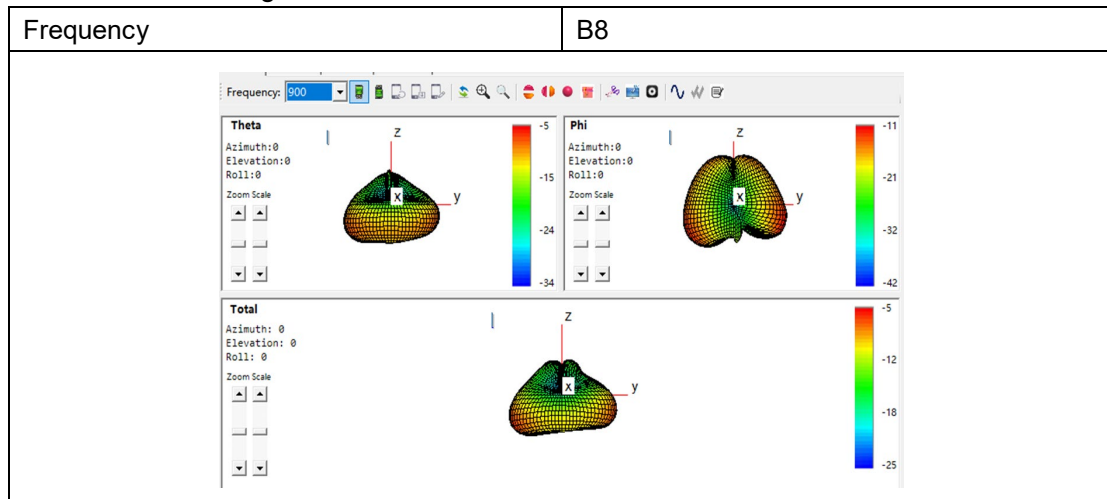 Frequency B8
Frequency: 900
Theta
Azimuth:0
Elevation:0
Roll:0
Zoom Scale
z
x
y
-5
-15
-24
-34
Phi
Azimuth:0
Elevation:0
Roll:0
Zoom Scale
z
x
y
-11
-21
-32
-42
Total
Azimuth: 0
Elevation: 0
Roll: 0
Zoom Scale
z
x
y
-5
-12
-18
-25